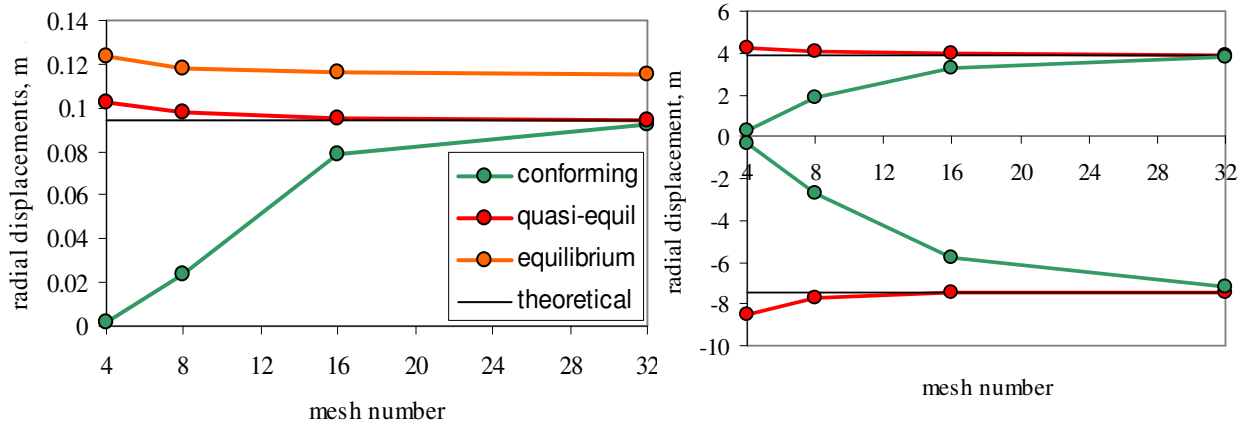 radial displacements, m
0.14
0.12
0.1
0.08
0.06
0.04
0.02
0
4 8 12 16 20 24 28 32
mesh number
conforming
quasi-equil
equilibrium
theoretical
radial displacement, m
6
4
2
0
-2
-4
-6
-8
-10
4 8 12 16 20 24 28 32
mesh number